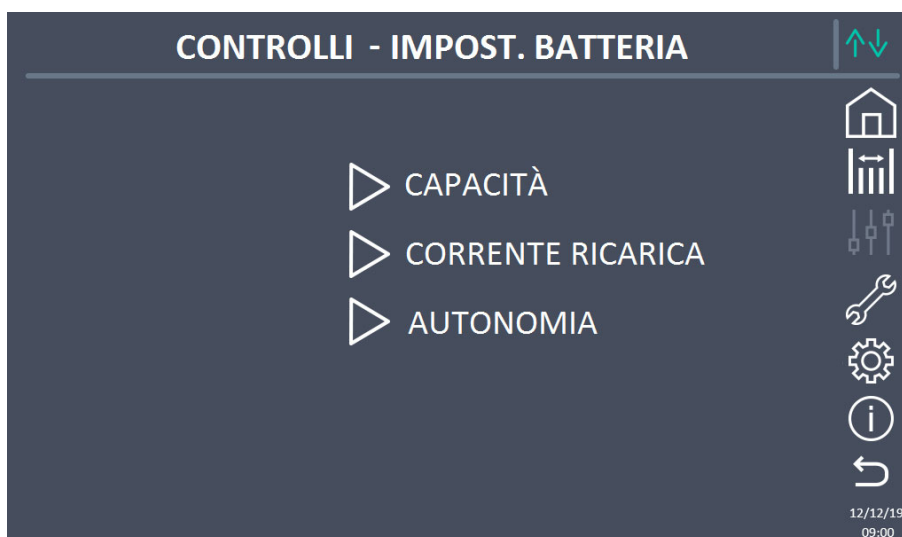 CONTROLLI - IMPOST. BATTERIA
CAPACITÀ
CORRENTE RICARICA
AUTONOMIA
12/12/19
09:00